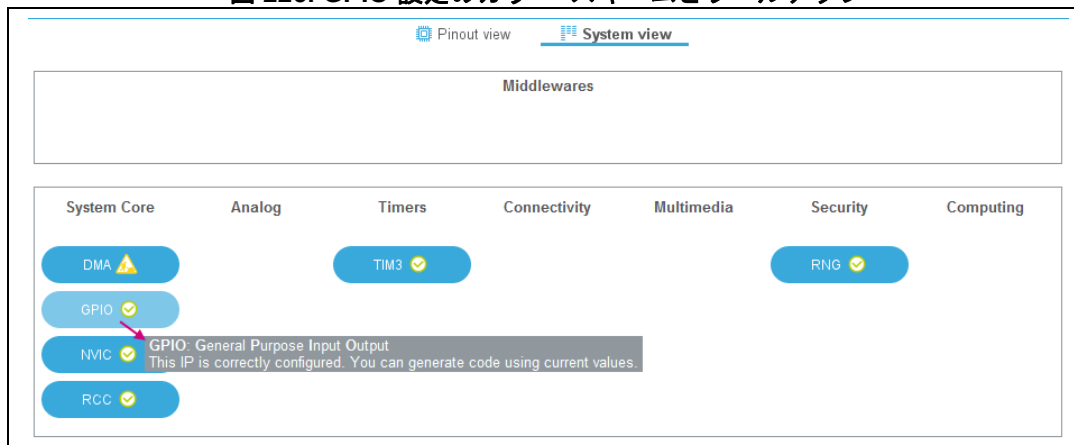 Pinout view System view
Middlewares
System Core Analog Timers Connectivity Multimedia Security Computing
DMA TIM3 RNG
GPIO
GPIO: General Purpose Input Output
NVIC
This IP is correctly configured. You can generate code using current values.
RCC